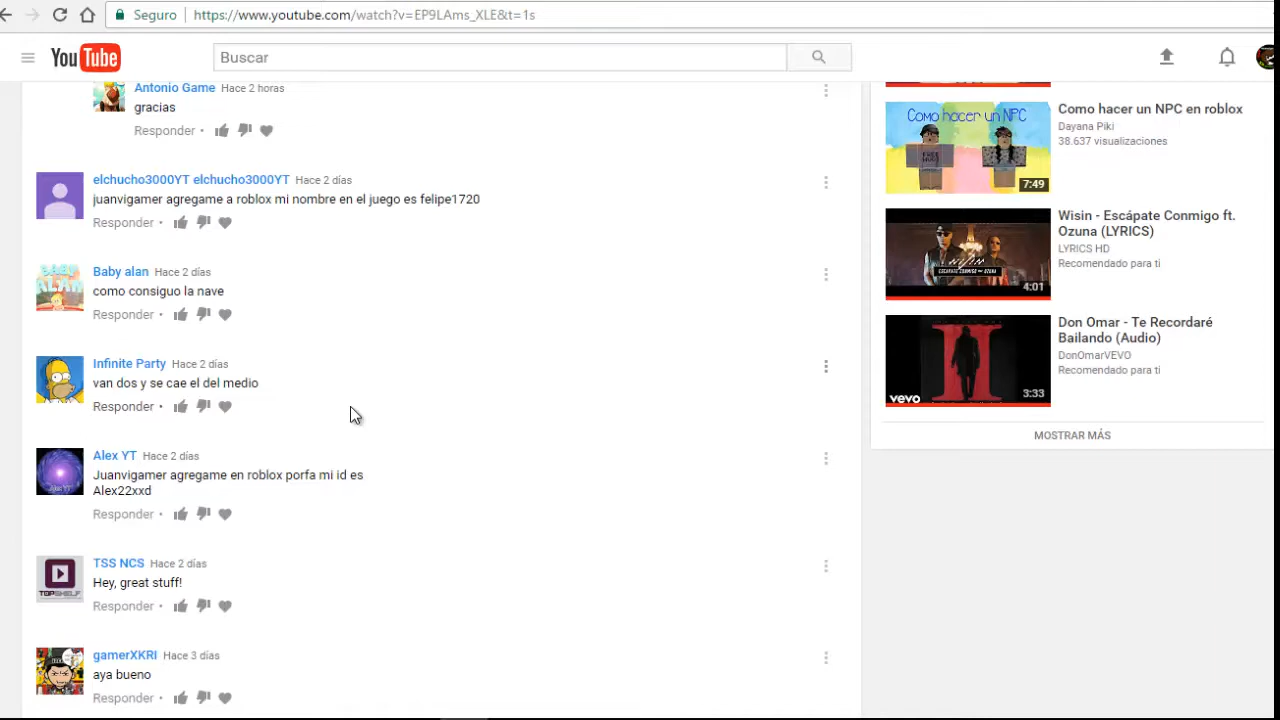 Seguro https://www.youtube.com/watch?v=EP9LAms_XLE&t=1s
YouTube
Buscar
Antonio Game Hace 2 horas
gracias
Responder •
elchucho3000YT elchucho3000YT Hace 2 días
juanvigamer agregame a roblox mi nombre en el juego es felipe1720
Responder •
Baby alan Hace 2 días
como consiguo la nave
Responder •
Infinite Party Hace 2 días
van dos y se cae el del medio
Responder •
Alex YT Hace 2 días
Juanvigamer agregame en roblox porfa mi id es
Alex22xxd
Responder •
TSS NCS Hace 2 días
Hey, great stuff!
Responder •
gamerXKRI Hace 3 días
aya bueno
Responder •
Como hacer un NPC
7:49
Como hacer un NPC en roblox
Dayana Piki
38.637 visualizaciones
4:01
Wisin - Escápate Conmigo ft.
Ozuna (LYRICS)
LYRICS HD
Recomendado para ti
vevo
3:33
Don Omar - Te Recordaré
Bailando (Audio)
DonOmarVEVO
Recomendado para ti
MOSTRAR MÁS